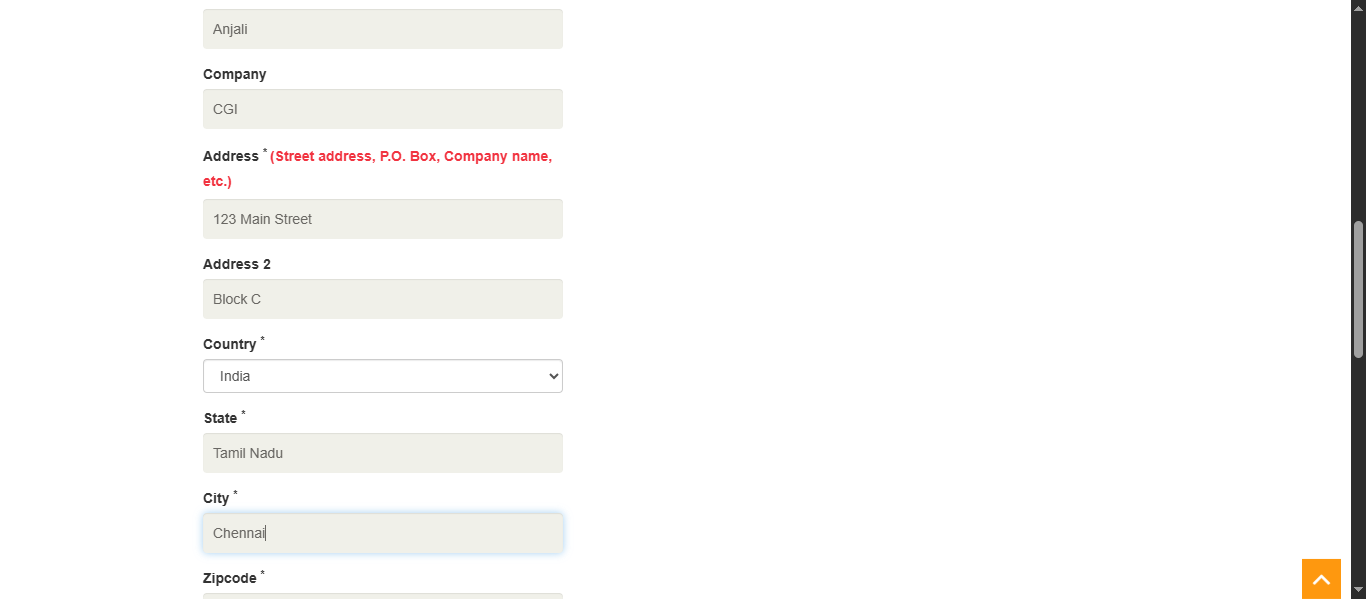 Anjali
Company
CGI
Address * (Street address, P.O. Box, Company name,
etc.)
123 Main Street
Address 2
Block C
Country *
India
State *
Tamil Nadu
City *
Chennai
Zipcode *